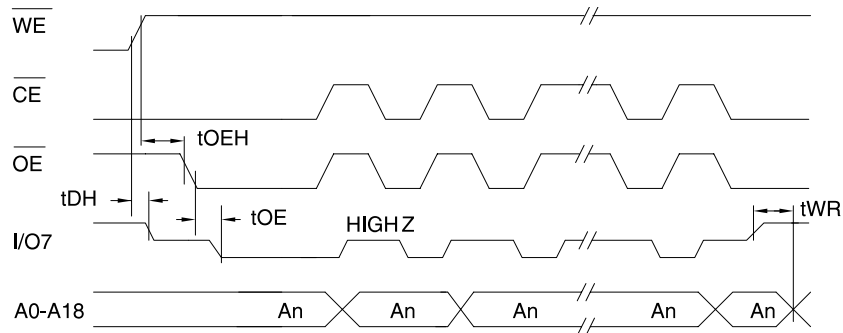 WE
CE
tOEH
OE
tDH
tOE
tWR
HIGH Z
I/O7
A0-A18 An An An An An